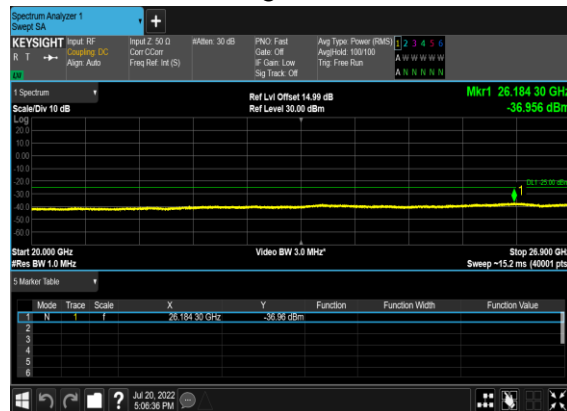 Spectrum Analyzer 1
Swept SA
+
KEYSIGHT Input: RF Input Z: 50 Ω #Atten: 30 dB PNO: Fast Avg Type: Power (RMS) 1 2 3 4 5 6
R T Coupling: DC Corr CCorr Gate: Off Avg|Hold: 100/100 A W W W W W
Align: Auto Freq Ref: Int (S) IF Gain: Low Trig: Free Run
LXI Sig Track: Off A N N N N N
1 Spectrum Ref Lvl Offset 14.99 dB Mkr1 26.184 30 GHz
Scale/Div 10 dB Ref Level 30.00 dBm -36.956 dBm
Log
20.0
10.0
0.00
-10.0
-20.0
DL1 -25.00 dBm
-30.0
1
-40.0
-50.0
-60.0
Start 20.000 GHz Video BW 3.0 MHz* Stop 26.900 GHz
#Res BW 1.0 MHz Sweep ~15.2 ms (40001 pts)
5 Marker Table
Mode Trace Scale X Y Function Function Width Function Value
1 N 1 f 26.184 30 GHz -36.96 dBm
2
3
4
5
6
? Jul 20, 2022
5:06:36 PM